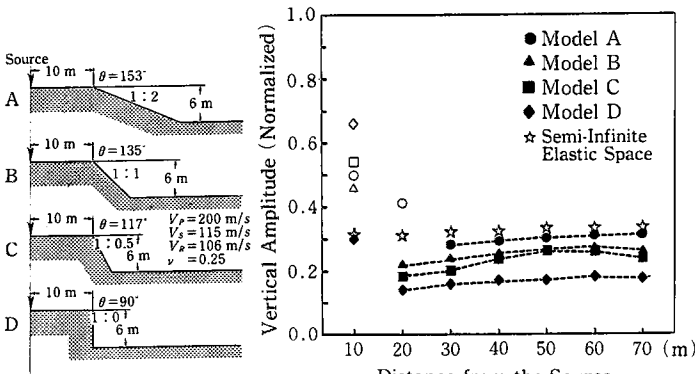 Source
10 m θ=153°
A 1:2 6 m
10 m θ=135°
B 1:1 6 m
10 m θ=117° V_P=200 m/s
V_S=115 m/s
C 1:0.5 V_R=106 m/s
6 m ν =0.25
10 m θ=90°
D 1:0 6 m
Vertical Amplitude (Normalized)
1.0
0.8
0.6
0.4
0.2
0.0
● Model A
▲ Model B
■ Model C
◆ Model D
☆ Semi-Infinite
Elastic Space
10 20 30 40 50 60 70 (m)
Distance from the Source